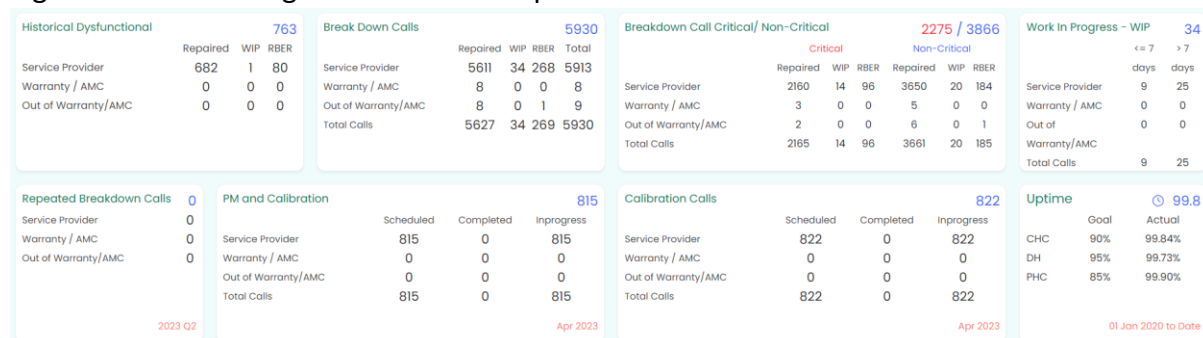 Historical Dysfunctional 763
Repaired WIP RBER
Service Provider 682 1 80
Warranty / AMC 0 0 0
Out of Warranty/AMC 0 0 0
Break Down Calls 5930
Repaired WIP RBER Total
Service Provider 5611 34 268 5913
Warranty / AMC 8 0 0 8
Out of Warranty/AMC 8 0 1 9
Total Calls 5627 34 269 5930
Breakdown Call Critical/ Non-Critical 2275 / 3866
Critical Non-Critical
Repaired WIP RBER Repaired WIP RBER
Service Provider 2160 14 96 3650 20 184
Warranty / AMC 3 0 0 5 0 0
Out of Warranty/AMC 2 0 0 6 0 1
Total Calls 2165 14 96 3661 20 185
Work In Progress - WIP 34
<= 7 > 7
days days
Service Provider 9 25
Warranty / AMC 0 0
Out of 0 0
Warranty/AMC
Total Calls 9 25
Repeated Breakdown Calls 0
Service Provider 0
Warranty / AMC 0
Out of Warranty/AMC 0
2023 Q2
PM and Calibration 815
Scheduled Completed Inprogress
Service Provider 815 0 815
Warranty / AMC 0 0 0
Out of Warranty/AMC 0 0 0
Total Calls 815 0 815
Apr 2023
Calibration Calls 822
Scheduled Completed Inprogress
Service Provider 822 0 822
Warranty / AMC 0 0 0
Out of Warranty/AMC 0 0 0
Total Calls 822 0 822
Apr 2023
Uptime 99.8
Goal Actual
CHC 90% 99.84%
DH 95% 99.73%
PHC 85% 99.90%
01 Jan 2020 to Date